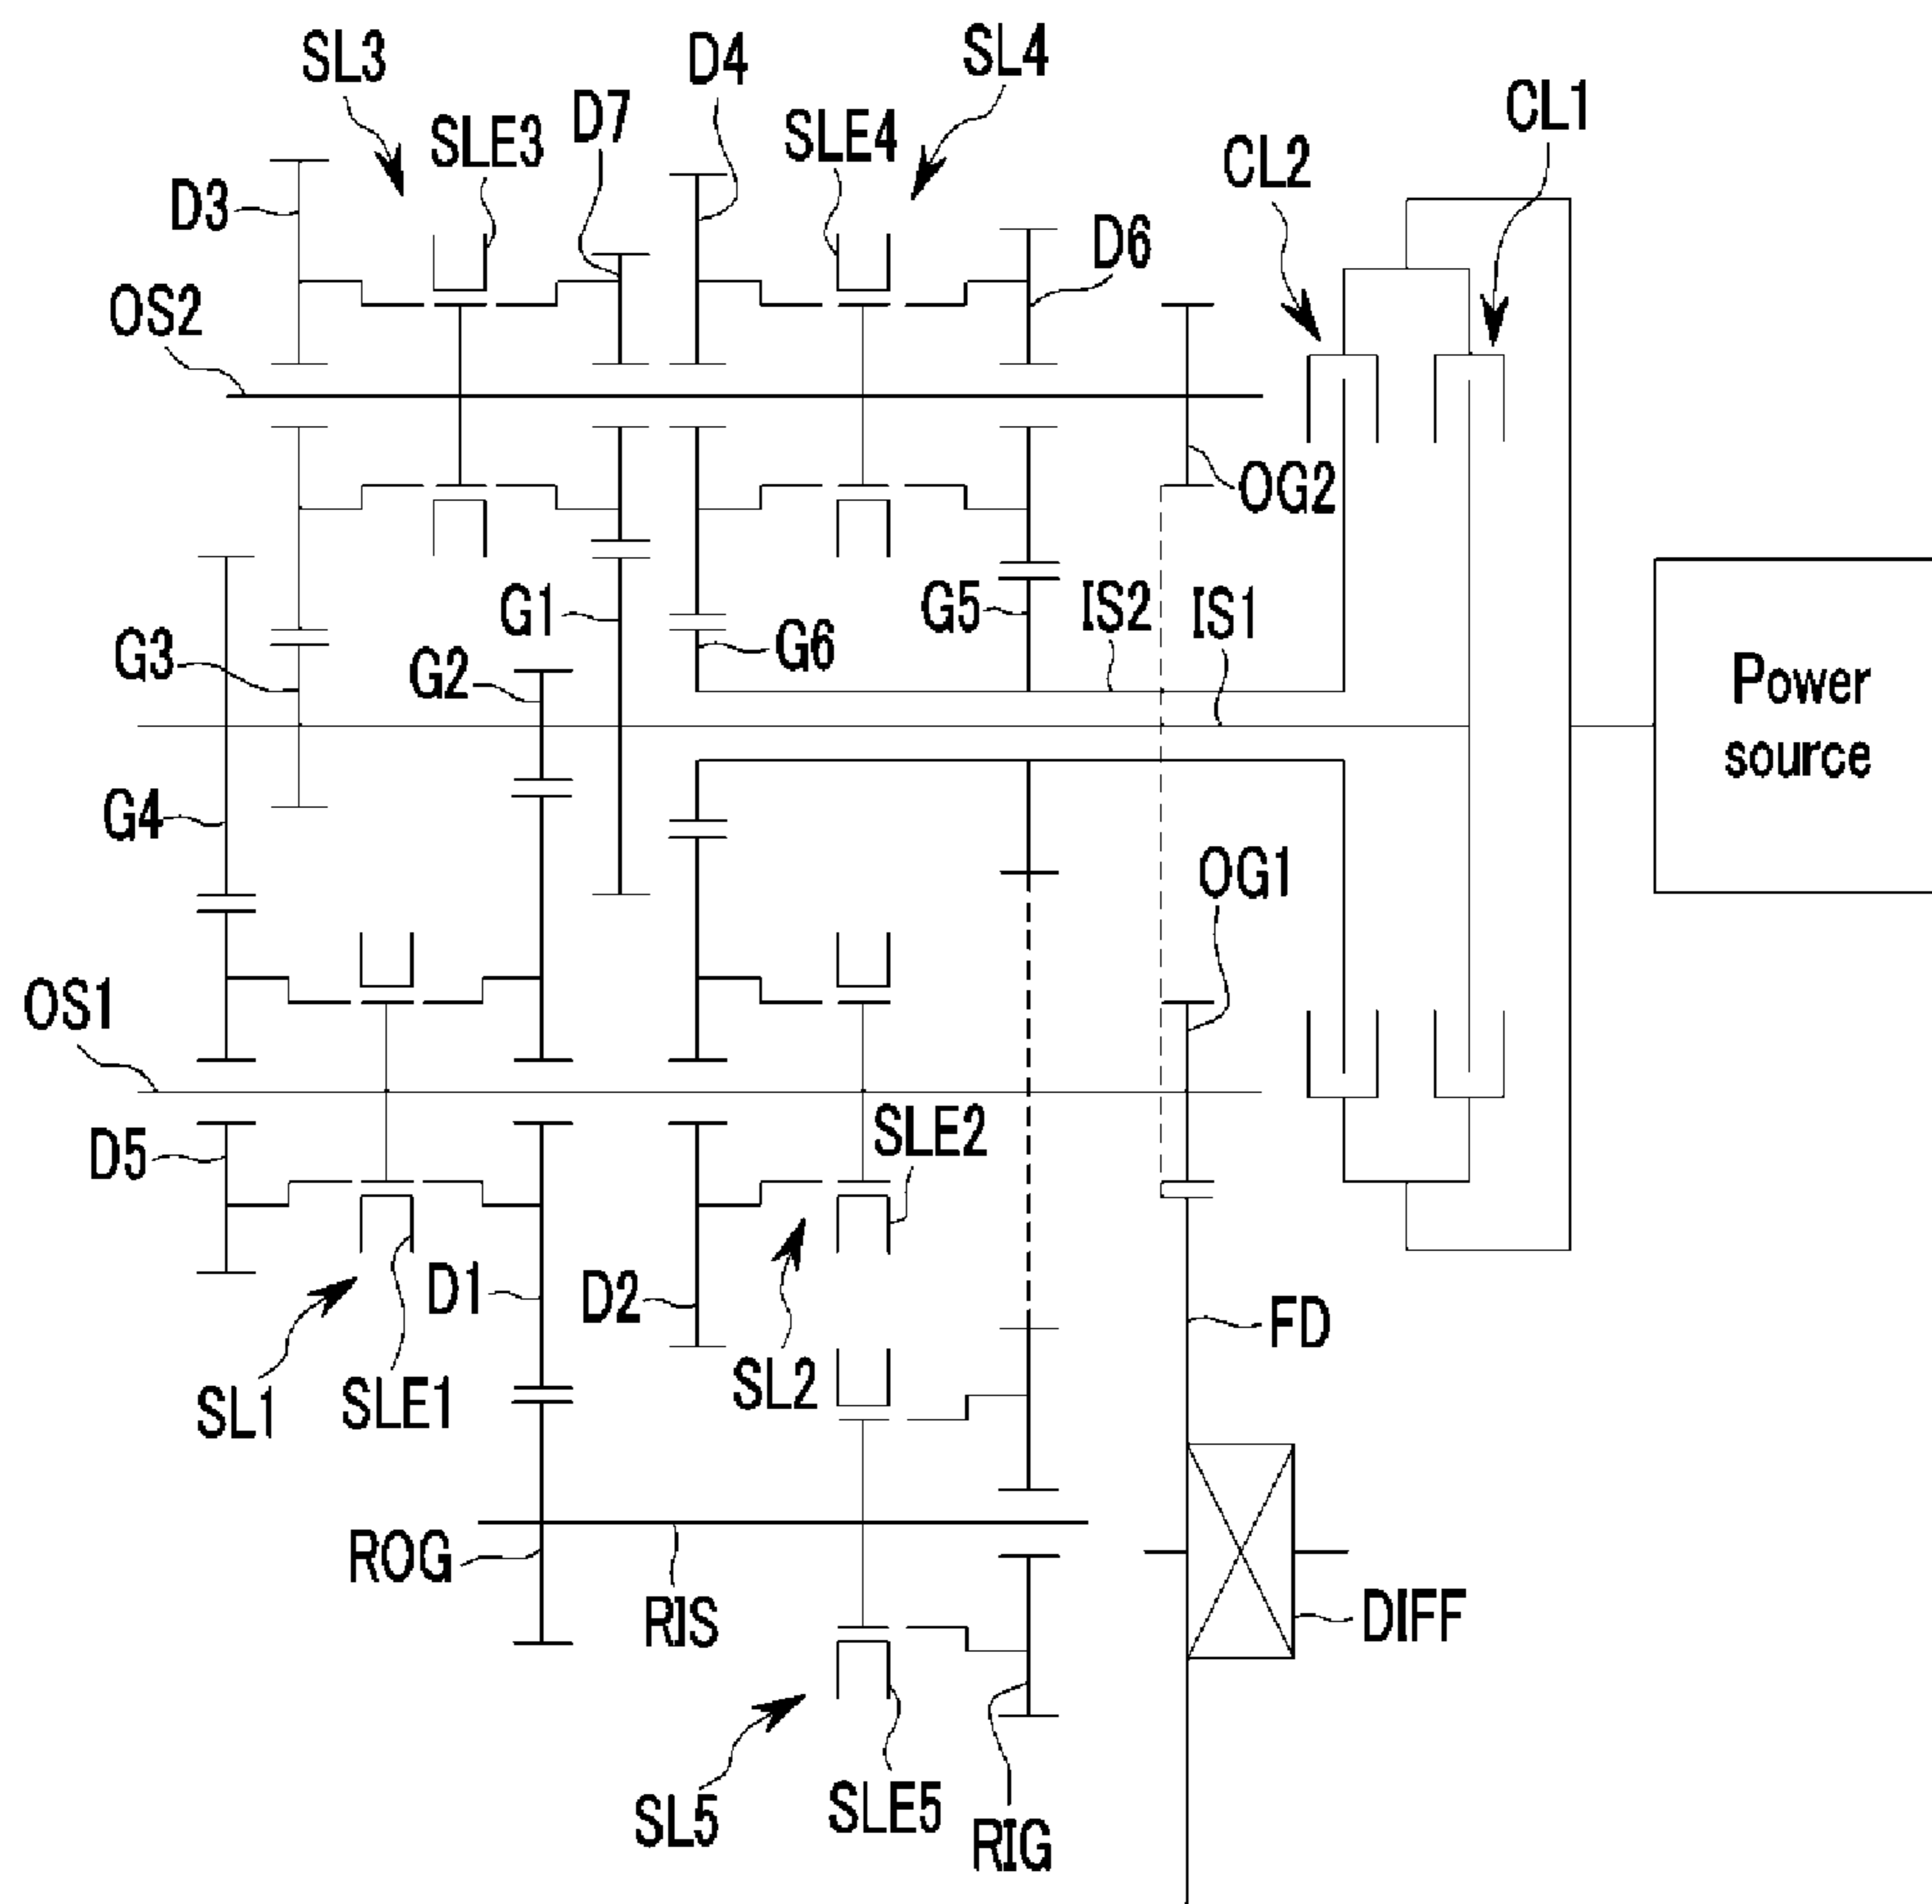 SL3
D4
SL4
D7
SLE3
SLE4
CL1
CL2
D3
D6
OS2
OG2
G1
G5
IS2
IS1
G3
G2
G6
Power
source
G4
OG1
OS1
SLE2
D5
D1
D2
FD
SL2
SL1
SLE1
ROG
RIS
DIFF
SL5
SLE5
RIG